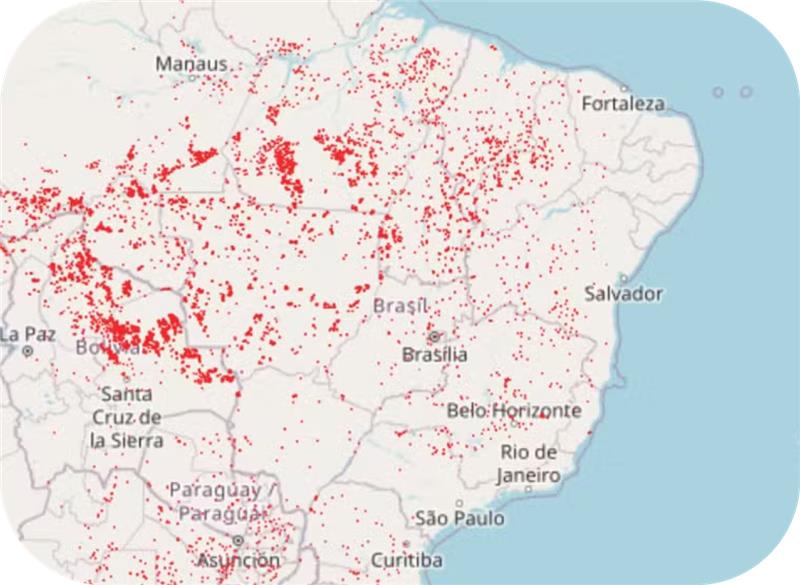 Manaus
Fortaleza
Salvador
Brasil
La Paz
Bolivia
Brasília
Santa
Cruz de
la Sierra
Belo Horizonte
Rio de
Janeiro
Paraguay /
Paraguái
São Paulo
Asunción
Curitiba